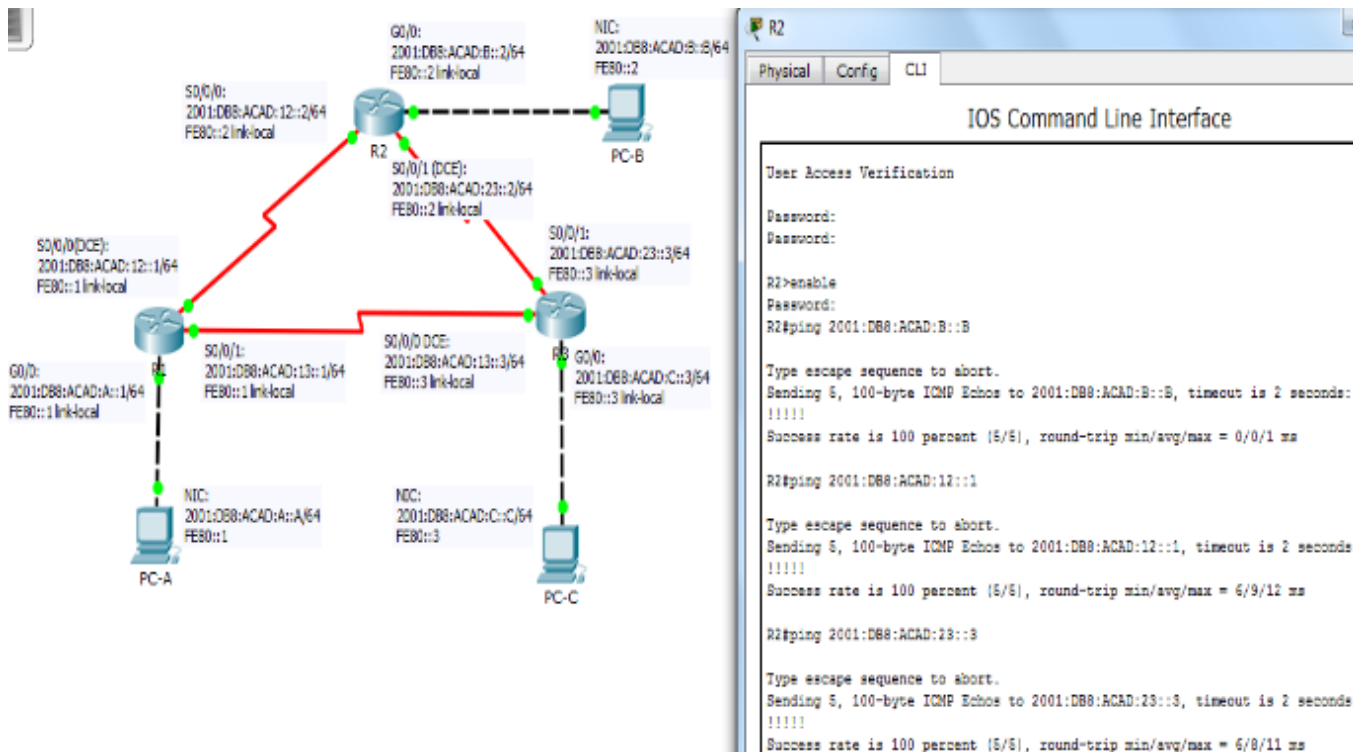 G0/0:
2001:DB8:ACAD:B::2/64
FE80::2 link-local
NIC:
2001:DB8:ACAD:B::B/64
FE80::2
S0/0/0:
2001:DB8:ACAD:12::2/64
FE80::2 link-local
R2
PC-B
S0/0/1 (DCE):
2001:DB8:ACAD:23::2/64
FE80::2 link-local
S0/0/0(DCE):
2001:DB8:ACAD:12::1/64
FE80::1 link-local
S0/0/1:
2001:DB8:ACAD:23::3/64
FE80::3 link-local
R1
R3
G0/0:
2001:DB8:ACAD:A::1/64
FE80::1 link-local
S0/0/1:
2001:DB8:ACAD:13::1/64
FE80::1 link-local
S0/0/0 DCE:
2001:DB8:ACAD:13::3/64
FE80::3 link-local
G0/0:
2001:DB8:ACAD:C::3/64
FE80::3 link-local
NIC:
2001:DB8:ACAD:A::A/64
FE80::1
PC-A
NIC:
2001:DB8:ACAD:C::C/64
FE80::3
PC-C
R2
Physical Config CLI
IOS Command Line Interface
User Access Verification
Password:
Password:
R2>enable
Password:
R2#ping 2001:DB8:ACAD:B::B
Type escape sequence to abort.
Sending 5, 100-byte ICMP Echos to 2001:DB8:ACAD:B::B, timeout is 2 seconds:
!!!!!
Success rate is 100 percent (5/5), round-trip min/avg/max = 0/0/1 ms
R2#ping 2001:DB8:ACAD:12::1
Type escape sequence to abort.
Sending 5, 100-byte ICMP Echos to 2001:DB8:ACAD:12::1, timeout is 2 seconds
!!!!!
Success rate is 100 percent (5/5), round-trip min/avg/max = 6/9/12 ms
R2#ping 2001:DB8:ACAD:23::3
Type escape sequence to abort.
Sending 5, 100-byte ICMP Echos to 2001:DB8:ACAD:23::3, timeout is 2 seconds
!!!!!
Success rate is 100 percent (5/5), round-trip min/avg/max = 6/8/11 ms